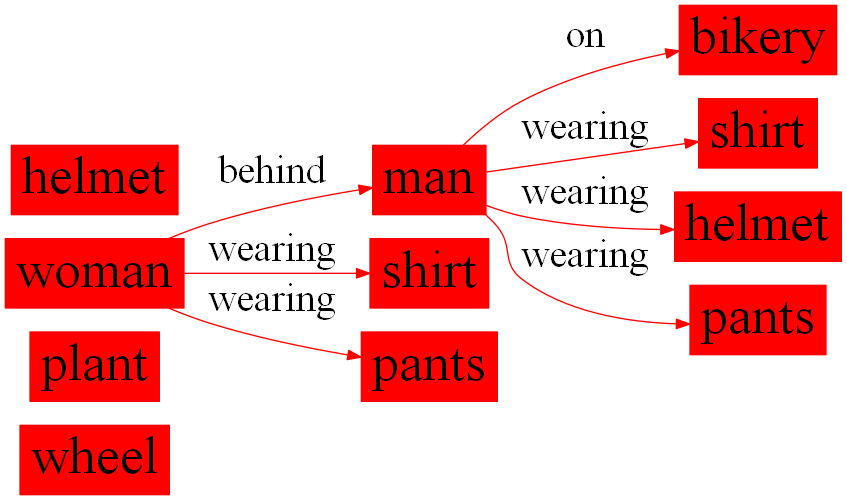 on
bikery
wearing
shirt
helmet
behind
man
wearing
helmet
woman
wearing
shirt
wearing
wearing
pants
plant
pants
wheel